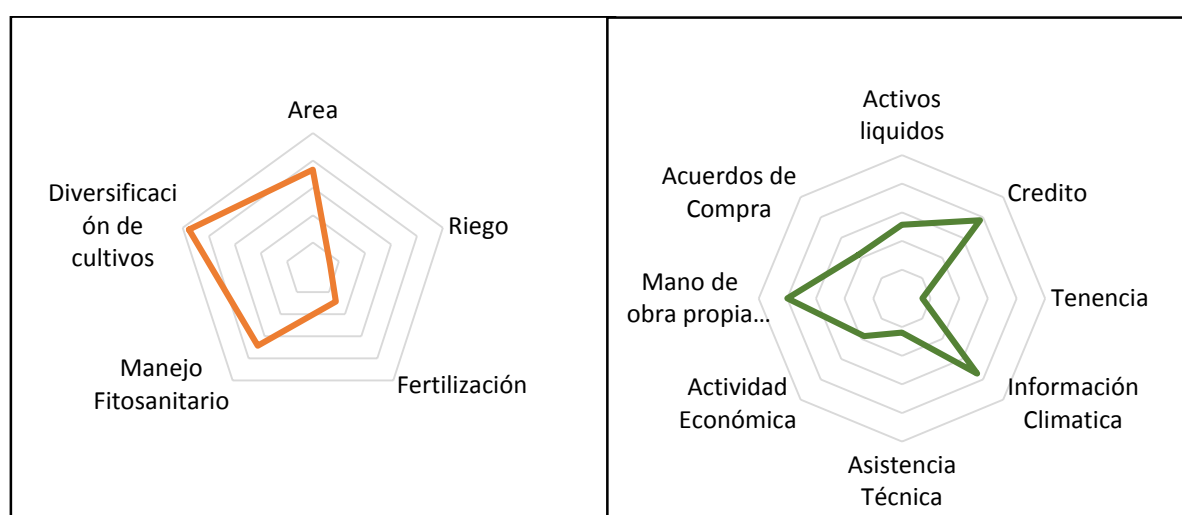 Area
Diversificaci
ón de
cultivos
Riego
Manejo
Fitosanitario
Fertilización
Activos
liquidos
Acuerdos de
Compra
Credito
Mano de
obra propia...
Tenencia
Actividad
Económica
Información
Climatica
Asistencia
Técnica